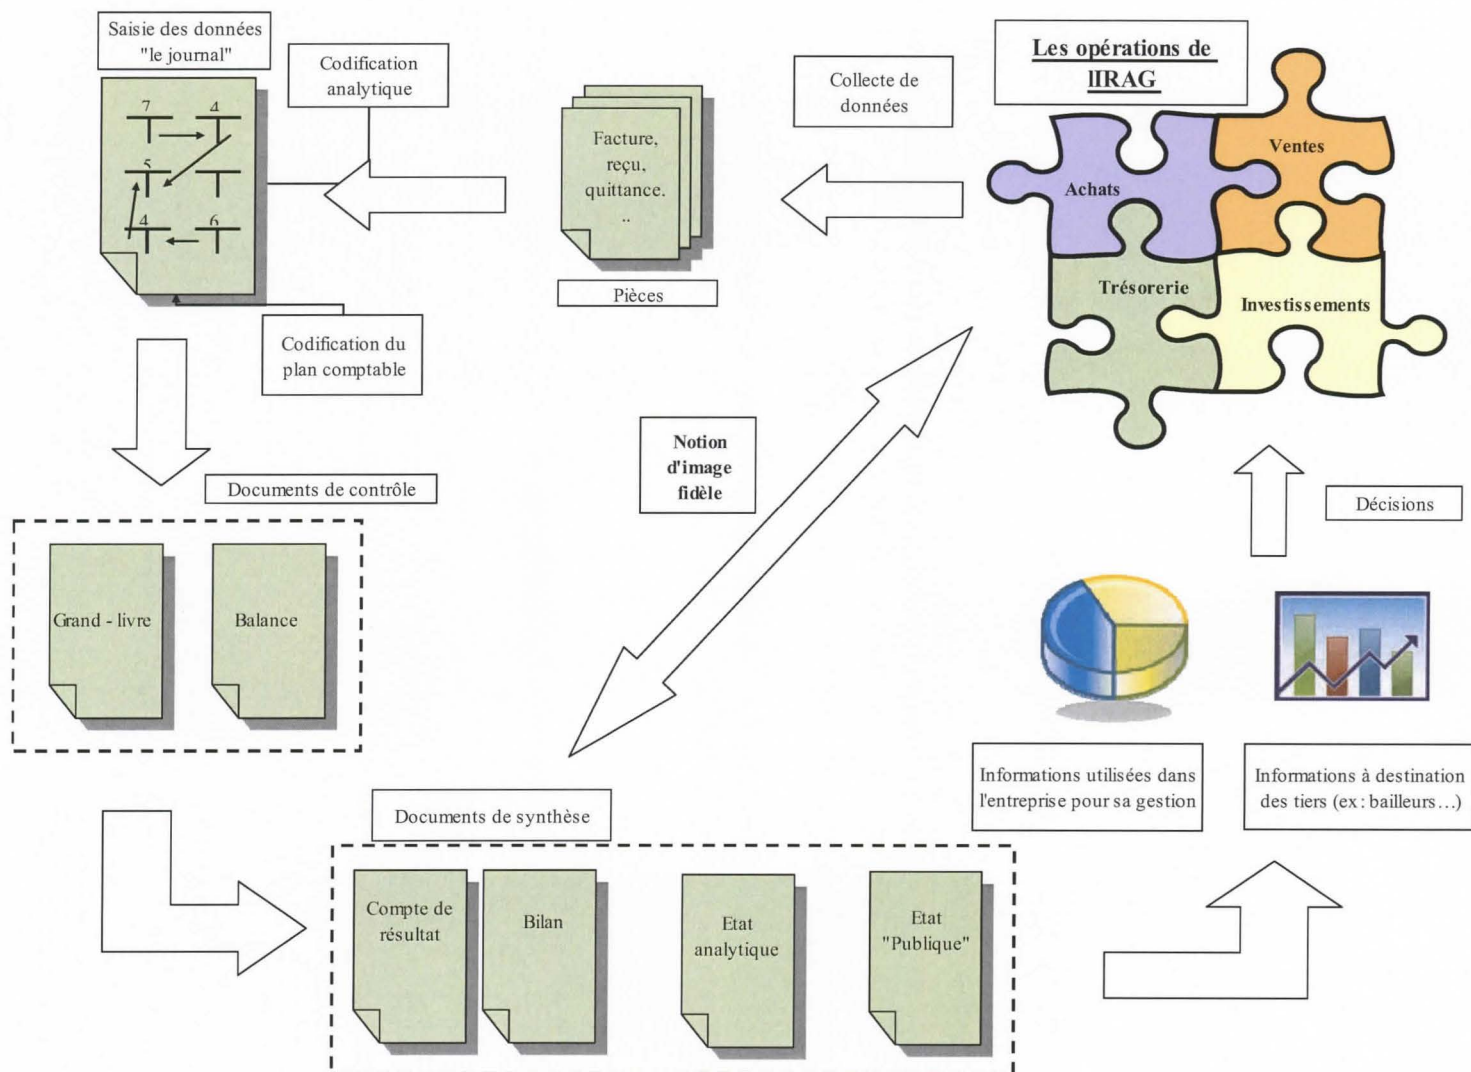 Saisie des données
"le journal"
7
4
5
4
6
Codification
analytique
Codification du
plan comptable
Facture,
reçu,
quittance.
..
Pièces
Collecte de
données
Les opérations de
lIRAG
Ventes
Achats
Trésorerie
Investissements
Notion
d'image
fidèle
Décisions
Documents de contrôle
Grand - livre
Balance
Informations utilisées dans
l'entreprise pour sa gestion
Informations à destination
des tiers (ex: bailleurs…)
Documents de synthèse
Compte de
résultat
Bilan
Etat
analytique
Etat
"Publique"